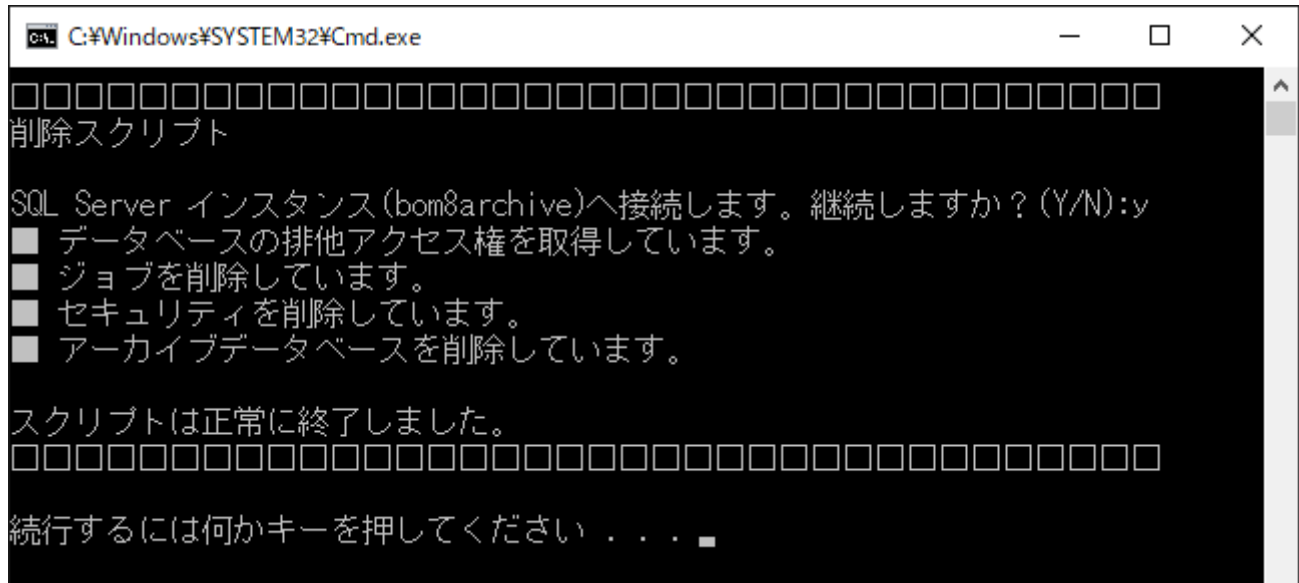 C:¥Windows¥SYSTEM32¥Cmd.exe
□□□□□□□□□□□□□□□□□□□□□□□□□□□□□□□□□□□□
削除スクリプト
SQL Server インスタンス(bom8archive)へ接続します。継続しますか？(Y/N):y
■ データベースの排他アクセス権を取得しています。
■ ジョブを削除しています。
■ セキュリティを削除しています。
■ アーカイブデータベースを削除しています。
スクリプトは正常に終了しました。
□□□□□□□□□□□□□□□□□□□□□□□□□□□□□□□□□□□□
続行するには何かキーを押してください . . .